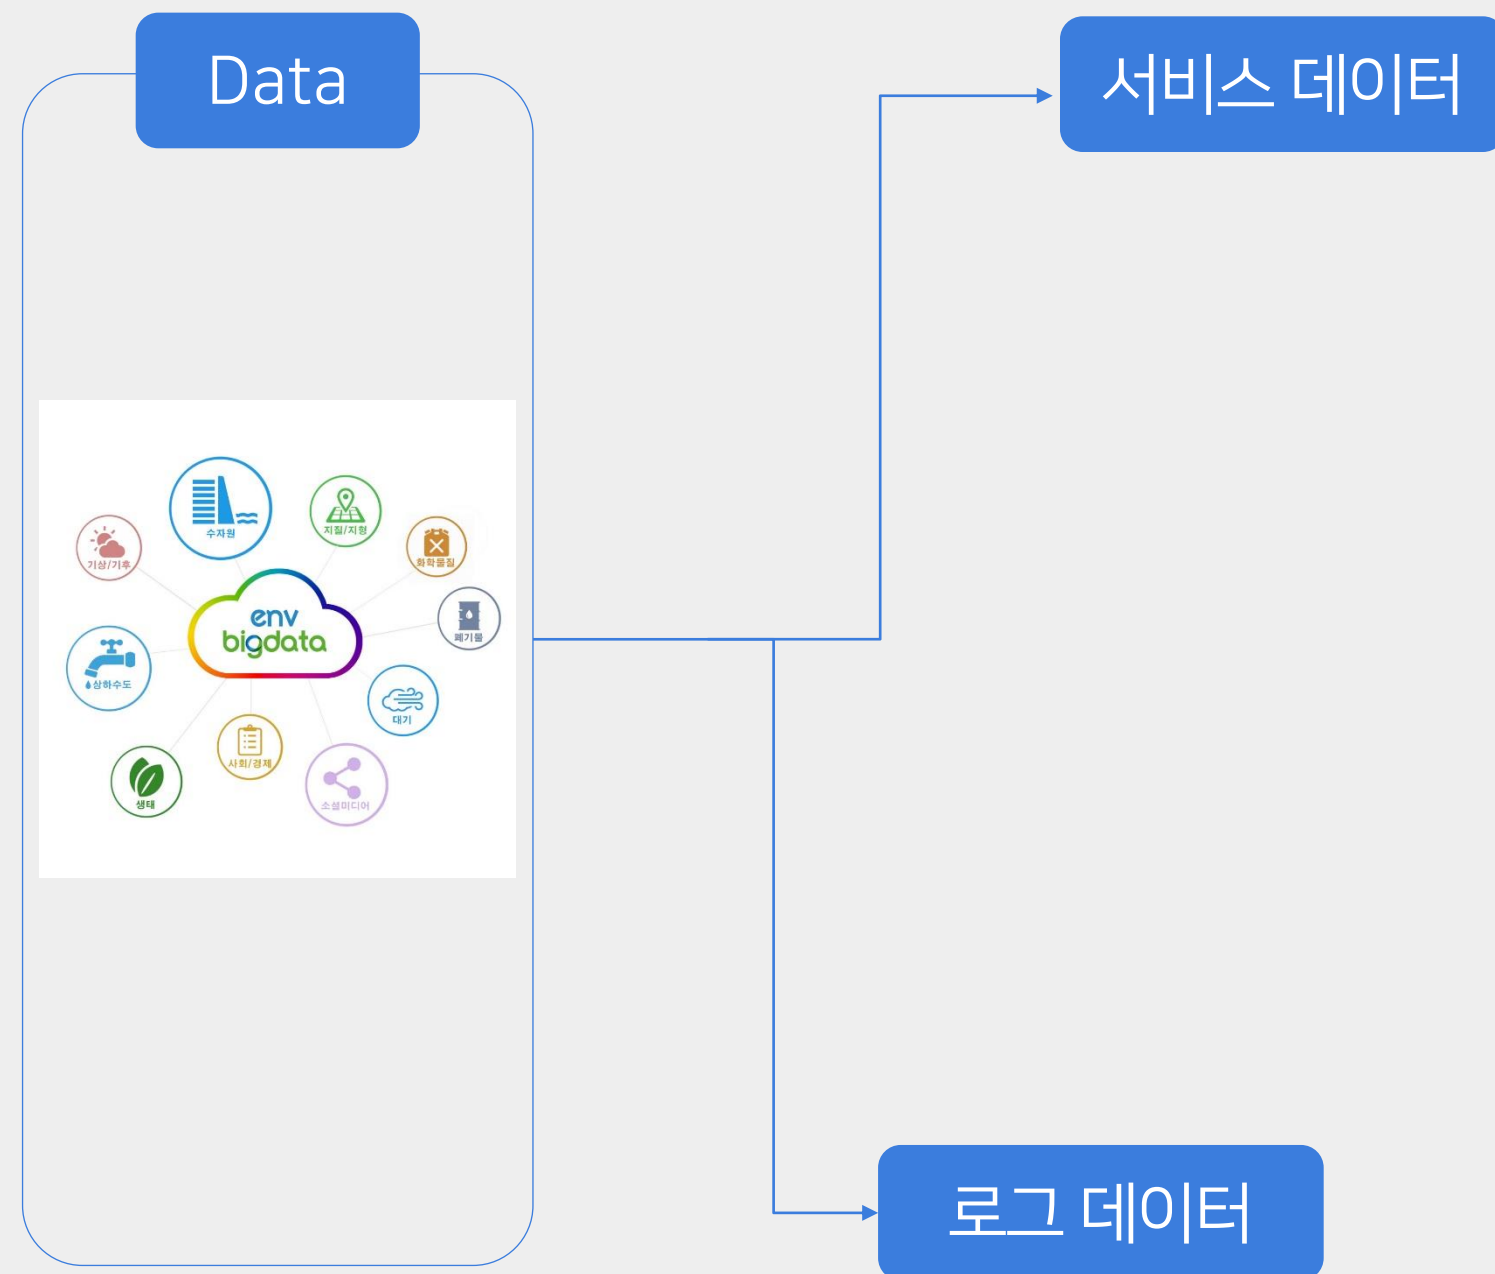 Data
서비스 데이터
수자원
지질/지형
기상/기후
화학물질
env
bigdata
폐기물
상하수도
대기
사회/경제
생태
소셜미디어
로그 데이터